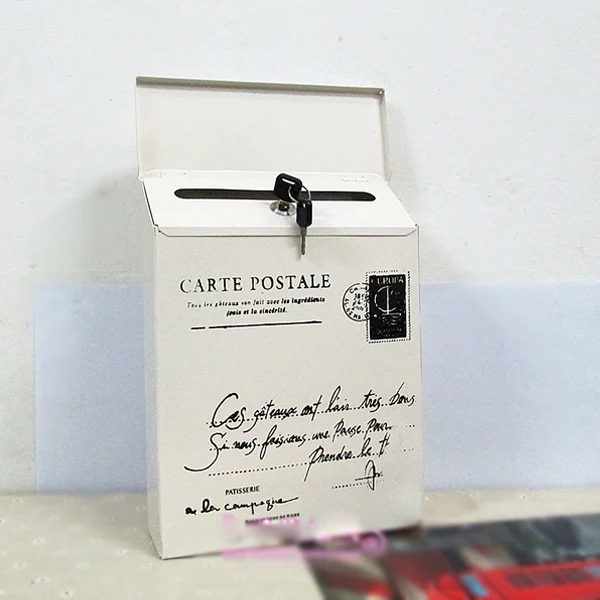 CARTE POSTALE
Tous les gâteaux son fait avec les ingrédients
frais et la sincérité.
EUROPA
Ces gâteaux ont l'air très bons
Si nous faisions une Pause Pour
Prendre le t
PATISSERIE
a la campagne